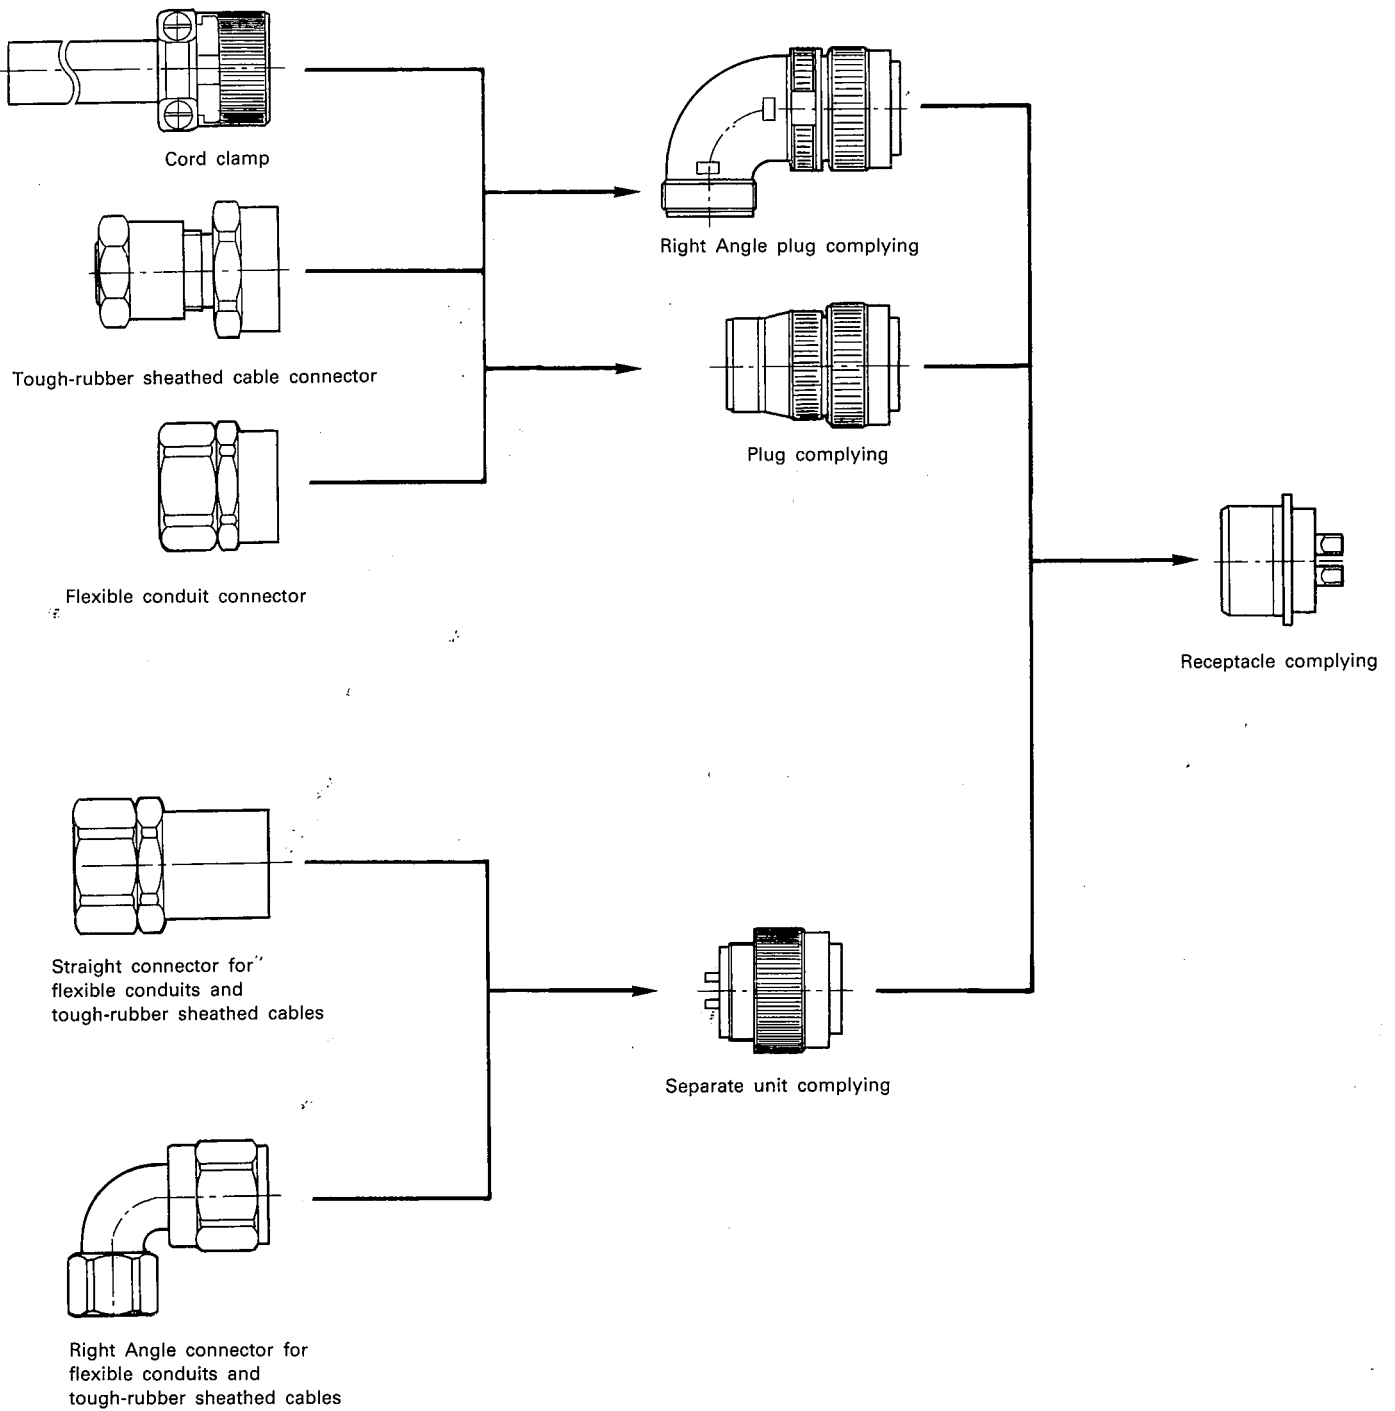 Cord clamp
Right Angle plug complying
Tough-rubber sheathed cable connector
Plug complying
Flexible conduit connector
Receptacle complying
Straight connector for
flexible conduits and
tough-rubber sheathed cables
Separate unit complying
Right Angle connector for
flexible conduits and
tough-rubber sheathed cables